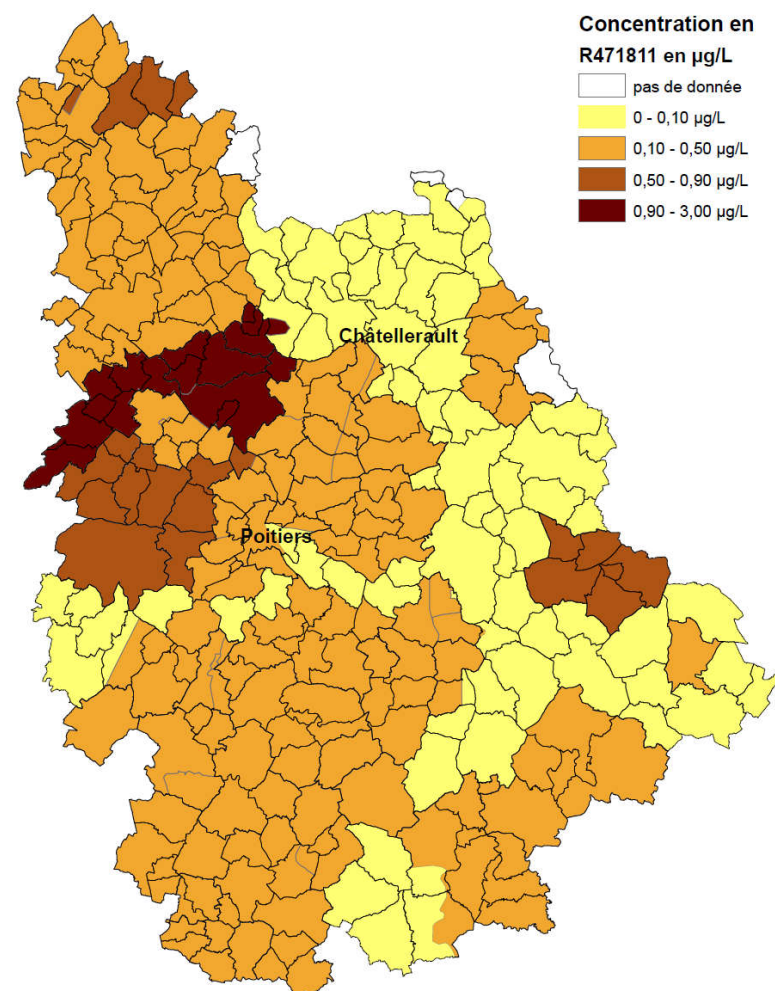 Concentration en
R471811 en µg/L
pas de donnée
0 - 0,10 µg/L
0,10 - 0,50 µg/L
0,50 - 0,90 µg/L
0,90 - 3,00 µg/L
Châtellerault
Poitiers